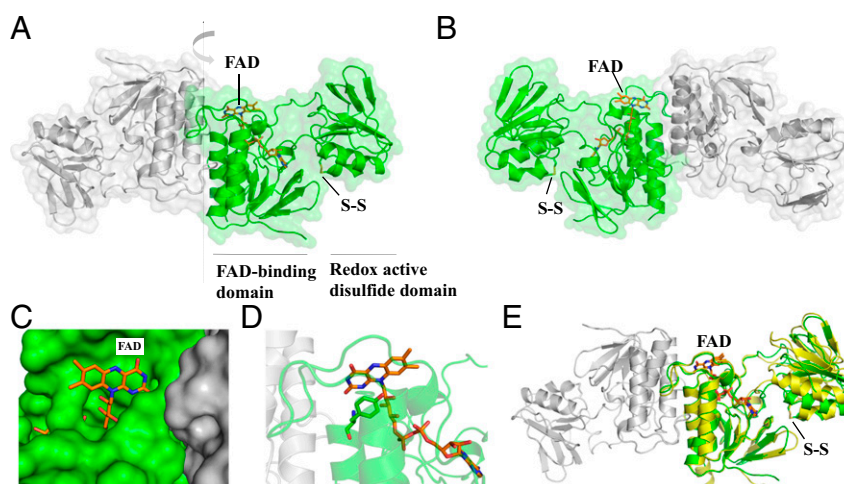 A
FAD
S-S
FAD-binding
domain
Redox active
disulfide domain
B
FAD
S-S
C
FAD
D
E
FAD
S-S